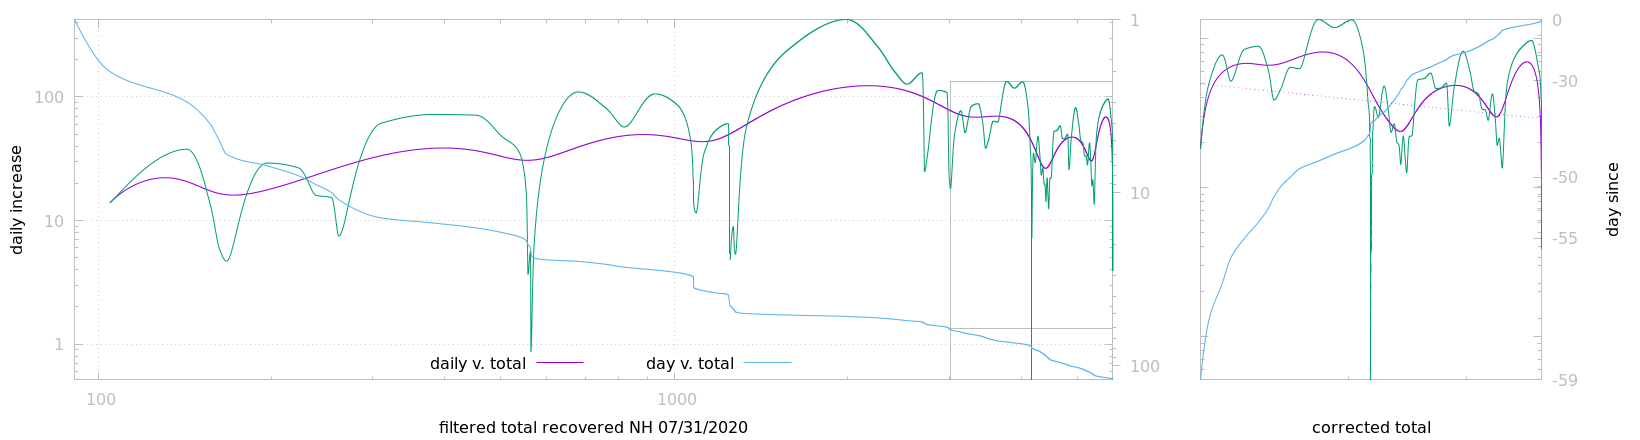 daily increase
100
10
1
daily v. total
day v. total
100
1000
filtered total recovered NH 07/31/2020
1
10
100
0
-30
-50
-55
-59
day since
corrected total